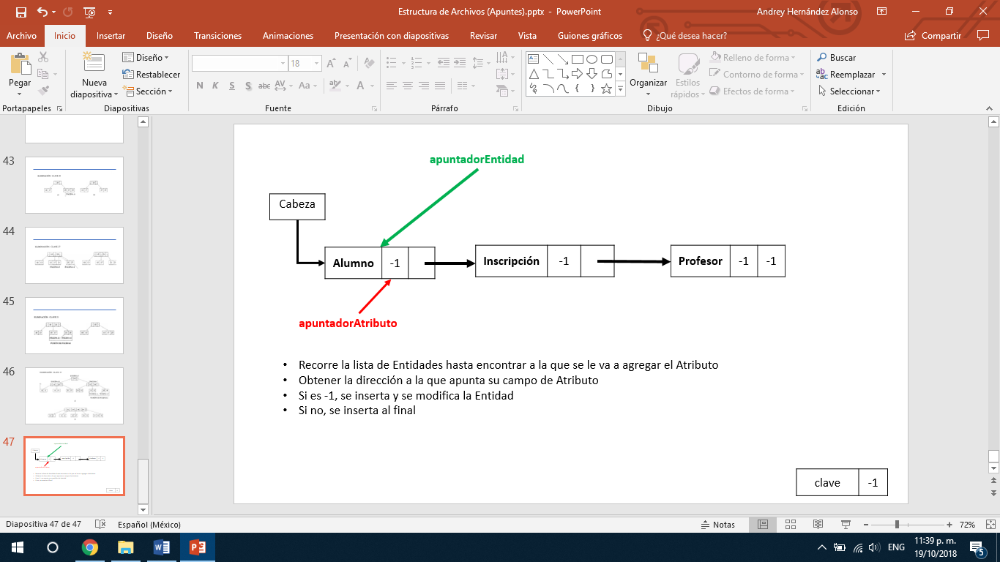 Estructura de Archivos (Apuntes).pptx - PowerPoint
Andrey Hernández Alonso
Archivo
Inicio
Insertar
Diseño
Transiciones
Animaciones
Presentación con diapositivas
Revisar
Vista
Guiones gráficos
¿Qué desea hacer?
Compartir
Pegar
Portapapeles
Nueva
diapositiva
Diseño
Restablecer
Sección
Diapositivas
18
N K S S abc AV Aa A
Fuente
Párrafo
Organizar
Estilos
rápidos
Relleno de forma
Contorno de forma
Efectos de forma
Dibujo
Buscar
Reemplazar
Seleccionar
Edición
43
44
45
46
47
apuntadorEntidad
Cabeza
Alumno -1
Inscripción -1
Profesor -1 -1
apuntadorAtributo
• Recorre la lista de Entidades hasta encontrar a la que se le va a agregar el Atributo
• Obtener la dirección a la que apunta su campo de Atributo
• Si es -1, se inserta y se modifica la Entidad
• Si no, se inserta al final
clave -1
Diapositiva 47 de 47
Español (México)
Notas
72%
ENG
11:39 p. m.
19/10/2018
5